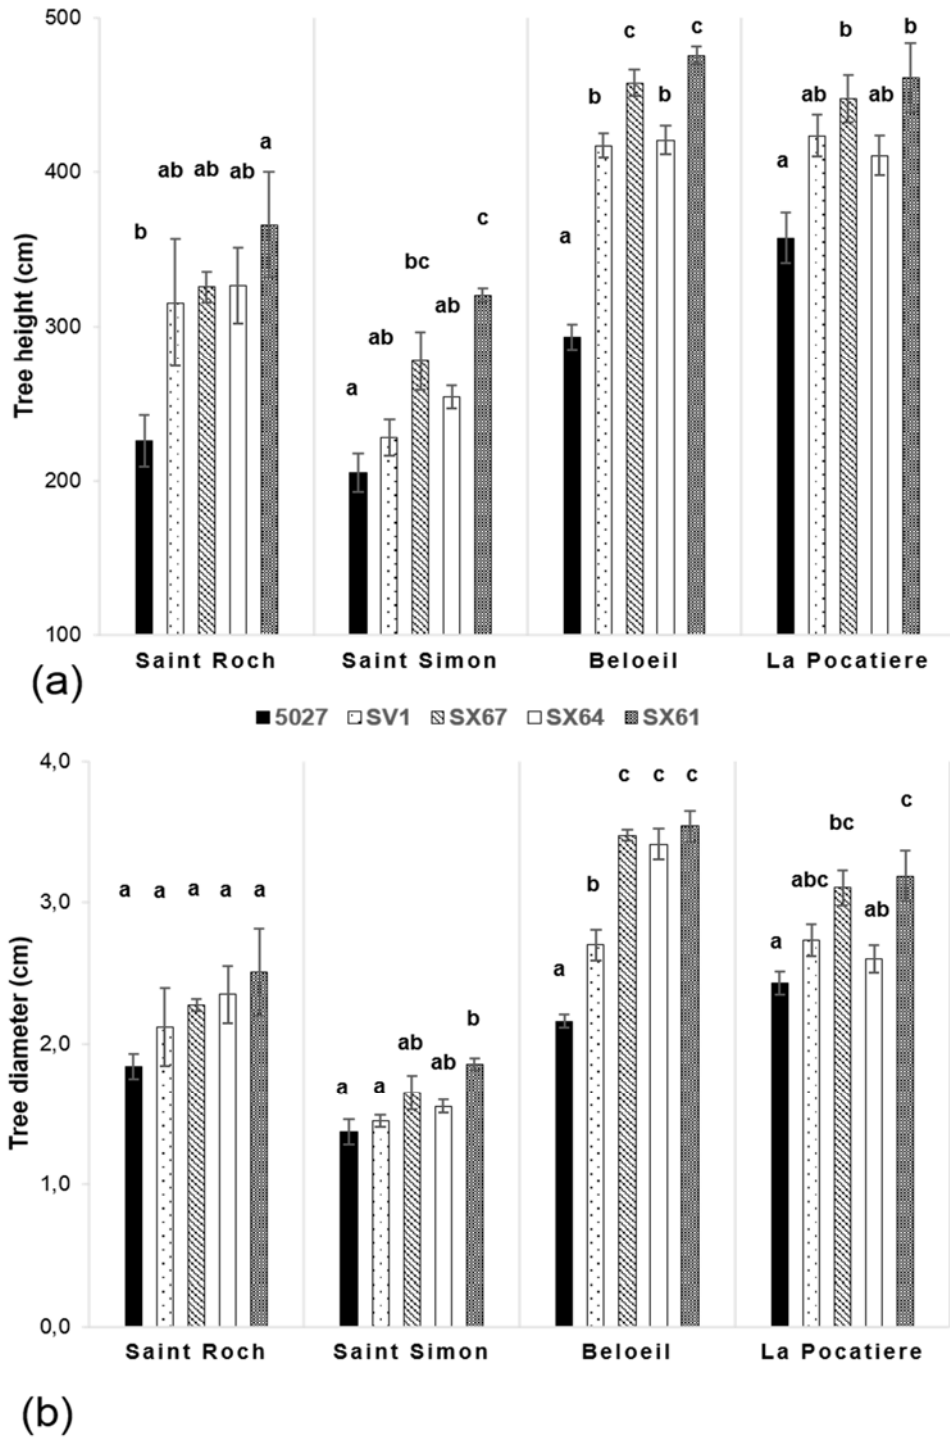 500
c
c
b
b
c
b
b
ab
ab
400
a
ab
ab
ab
a
b
c
a
bc
Tree height (cm)
300
ab
ab
a
200
100
Saint Roch
Saint Simon
Beloeil
La Pocatiere
(a)
5027 SV1 SX67 SX64 SX61
4,0
c c c
c
bc
3,0
a a a a a
b
abc
ab
a
a
Tree diameter (cm)
2,0
b
ab
ab
a a
1,0
0,0
Saint Roch
Saint Simon
Beloeil
La Pocatiere
(b)